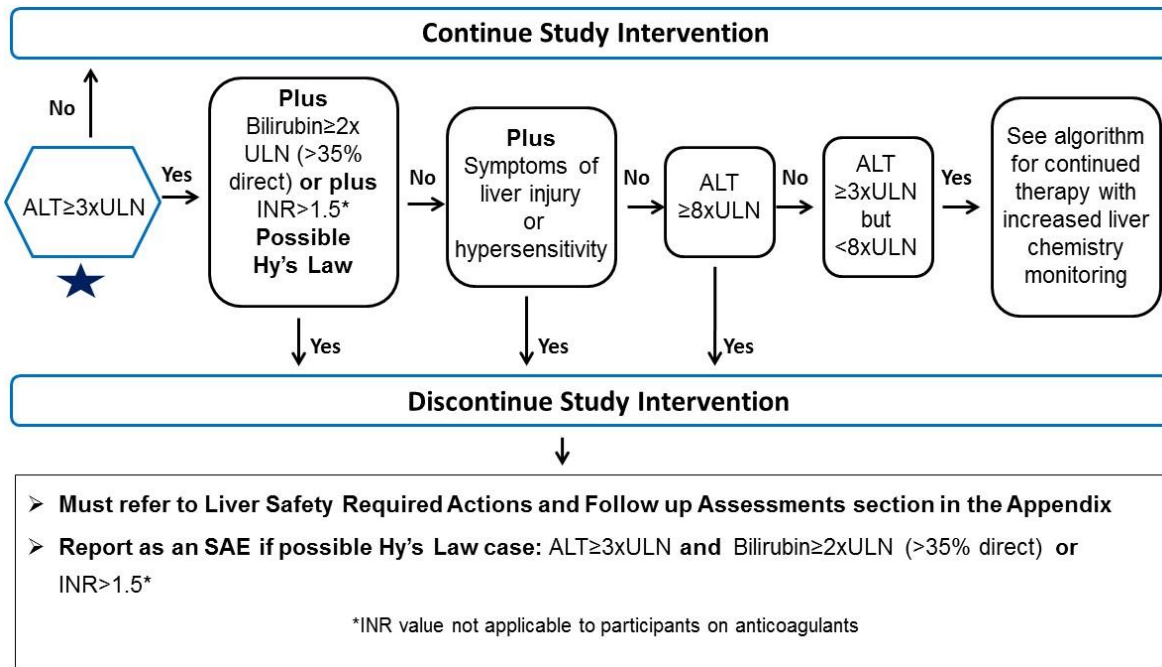 Continue Study Intervention
No
ALT≥3xULN
Yes
Plus
Bilirubin≥2x
ULN (>35%
direct) or plus
INR>1.5*
Possible
Hy's Law
No
Plus
Symptoms of
liver injury
or
hypersensitivity
No
ALT
≥8xULN
No
ALT
≥3xULN
but
<8xULN
Yes
See algorithm
for continued
therapy with
increased liver
chemistry
monitoring
Yes
Yes
Yes
Discontinue Study Intervention
➢ Must refer to Liver Safety Required Actions and Follow up Assessments section in the Appendix
➢ Report as an SAE if possible Hy's Law case: ALT≥3xULN and Bilirubin≥2xULN (>35% direct) or
INR>1.5*
*INR value not applicable to participants on anticoagulants